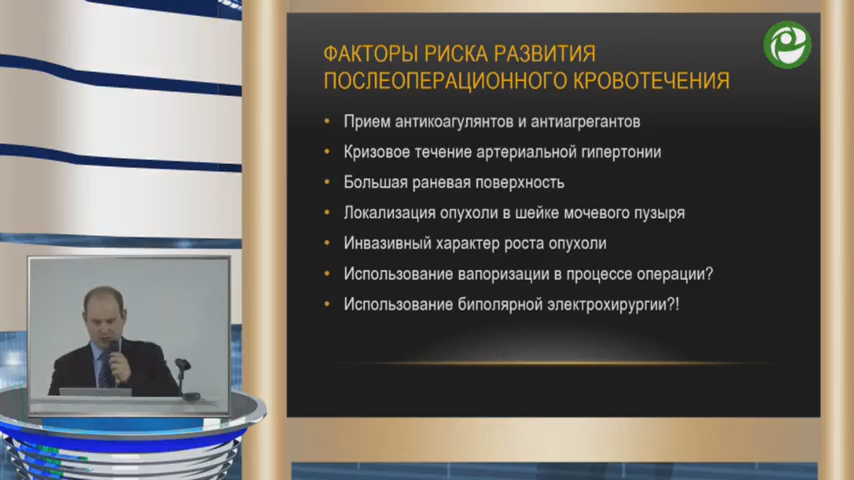 ФАКТОРЫ РИСКА РАЗВИТИЯ
ПОСЛЕОПЕРАЦИОННОГО КРОВОТЕЧЕНИЯ
• Прием антикоагулянтов и антиагрегантов
• Кризовое течение артериальной гипертонии
• Большая раневая поверхность
• Локализация опухоли в шейке мочевого пузыря
• Инвазивный характер роста опухоли
• Использование вапоризации в процессе операции?
• Использование биполярной электрохирургии?!